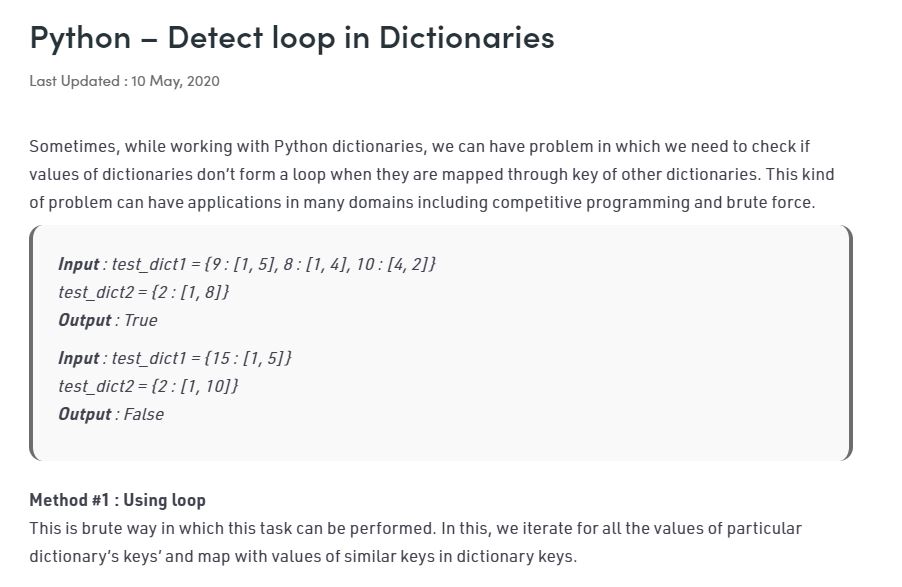 Python – Detect loop in Dictionaries
Last Updated : 10 May, 2020
Sometimes, while working with Python dictionaries, we can have problem in which we need to check if
values of dictionaries don’t form a loop when they are mapped through key of other dictionaries. This kind
of problem can have applications in many domains including competitive programming and brute force.
Input : test_dict1 = {9 : [1, 5], 8 : [1, 4], 10 : [4, 2]}
test_dict2 = {2 : [1, 8]}
Output : True
Input : test_dict1 = {15 : [1, 5]}
test_dict2 = {2 : [1, 10]}
Output : False
Method #1 : Using loop
This is brute way in which this task can be performed. In this, we iterate for all the values of particular
dictionary’s keys’ and map with values of similar keys in dictionary keys.